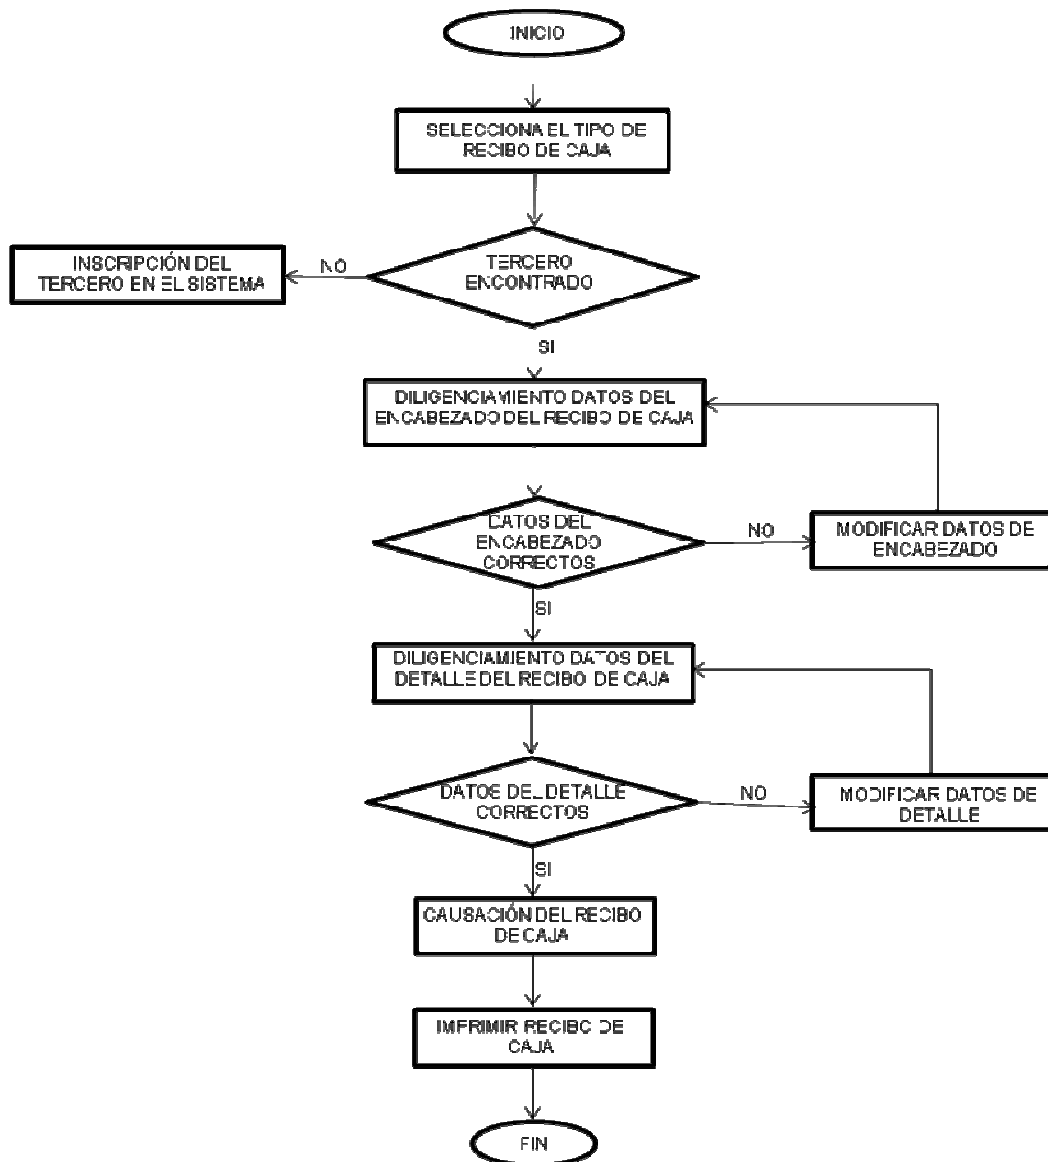 INICIO
SELECCIONA EL TIPO DE
RECIBO DE CAJA
TERCERO
ENCONTRADO
NO
INSCRIPCIÓN DEL
TERCERO EN EL SISTEMA
SI
DILIGENCIAMIENTO DATOS DEL
ENCABEZADO DEL RECIBO DE CAJA
DATOS DEL
ENCABEZADO
CORRECTOS
NO
MODIFICAR DATOS DE
ENCABEZADO
SI
DILIGENCIAMIENTO DATOS DEL
DETALLE DEL RECIBO DE CAJA
DATOS DEL DETALLE
CORRECTOS
NO
MODIFICAR DATOS DE
DETALLE
SI
CAUSACIÓN DEL RECIBO
DE CAJA
IMPRIMIR RECIBO DE
CAJA
FIN